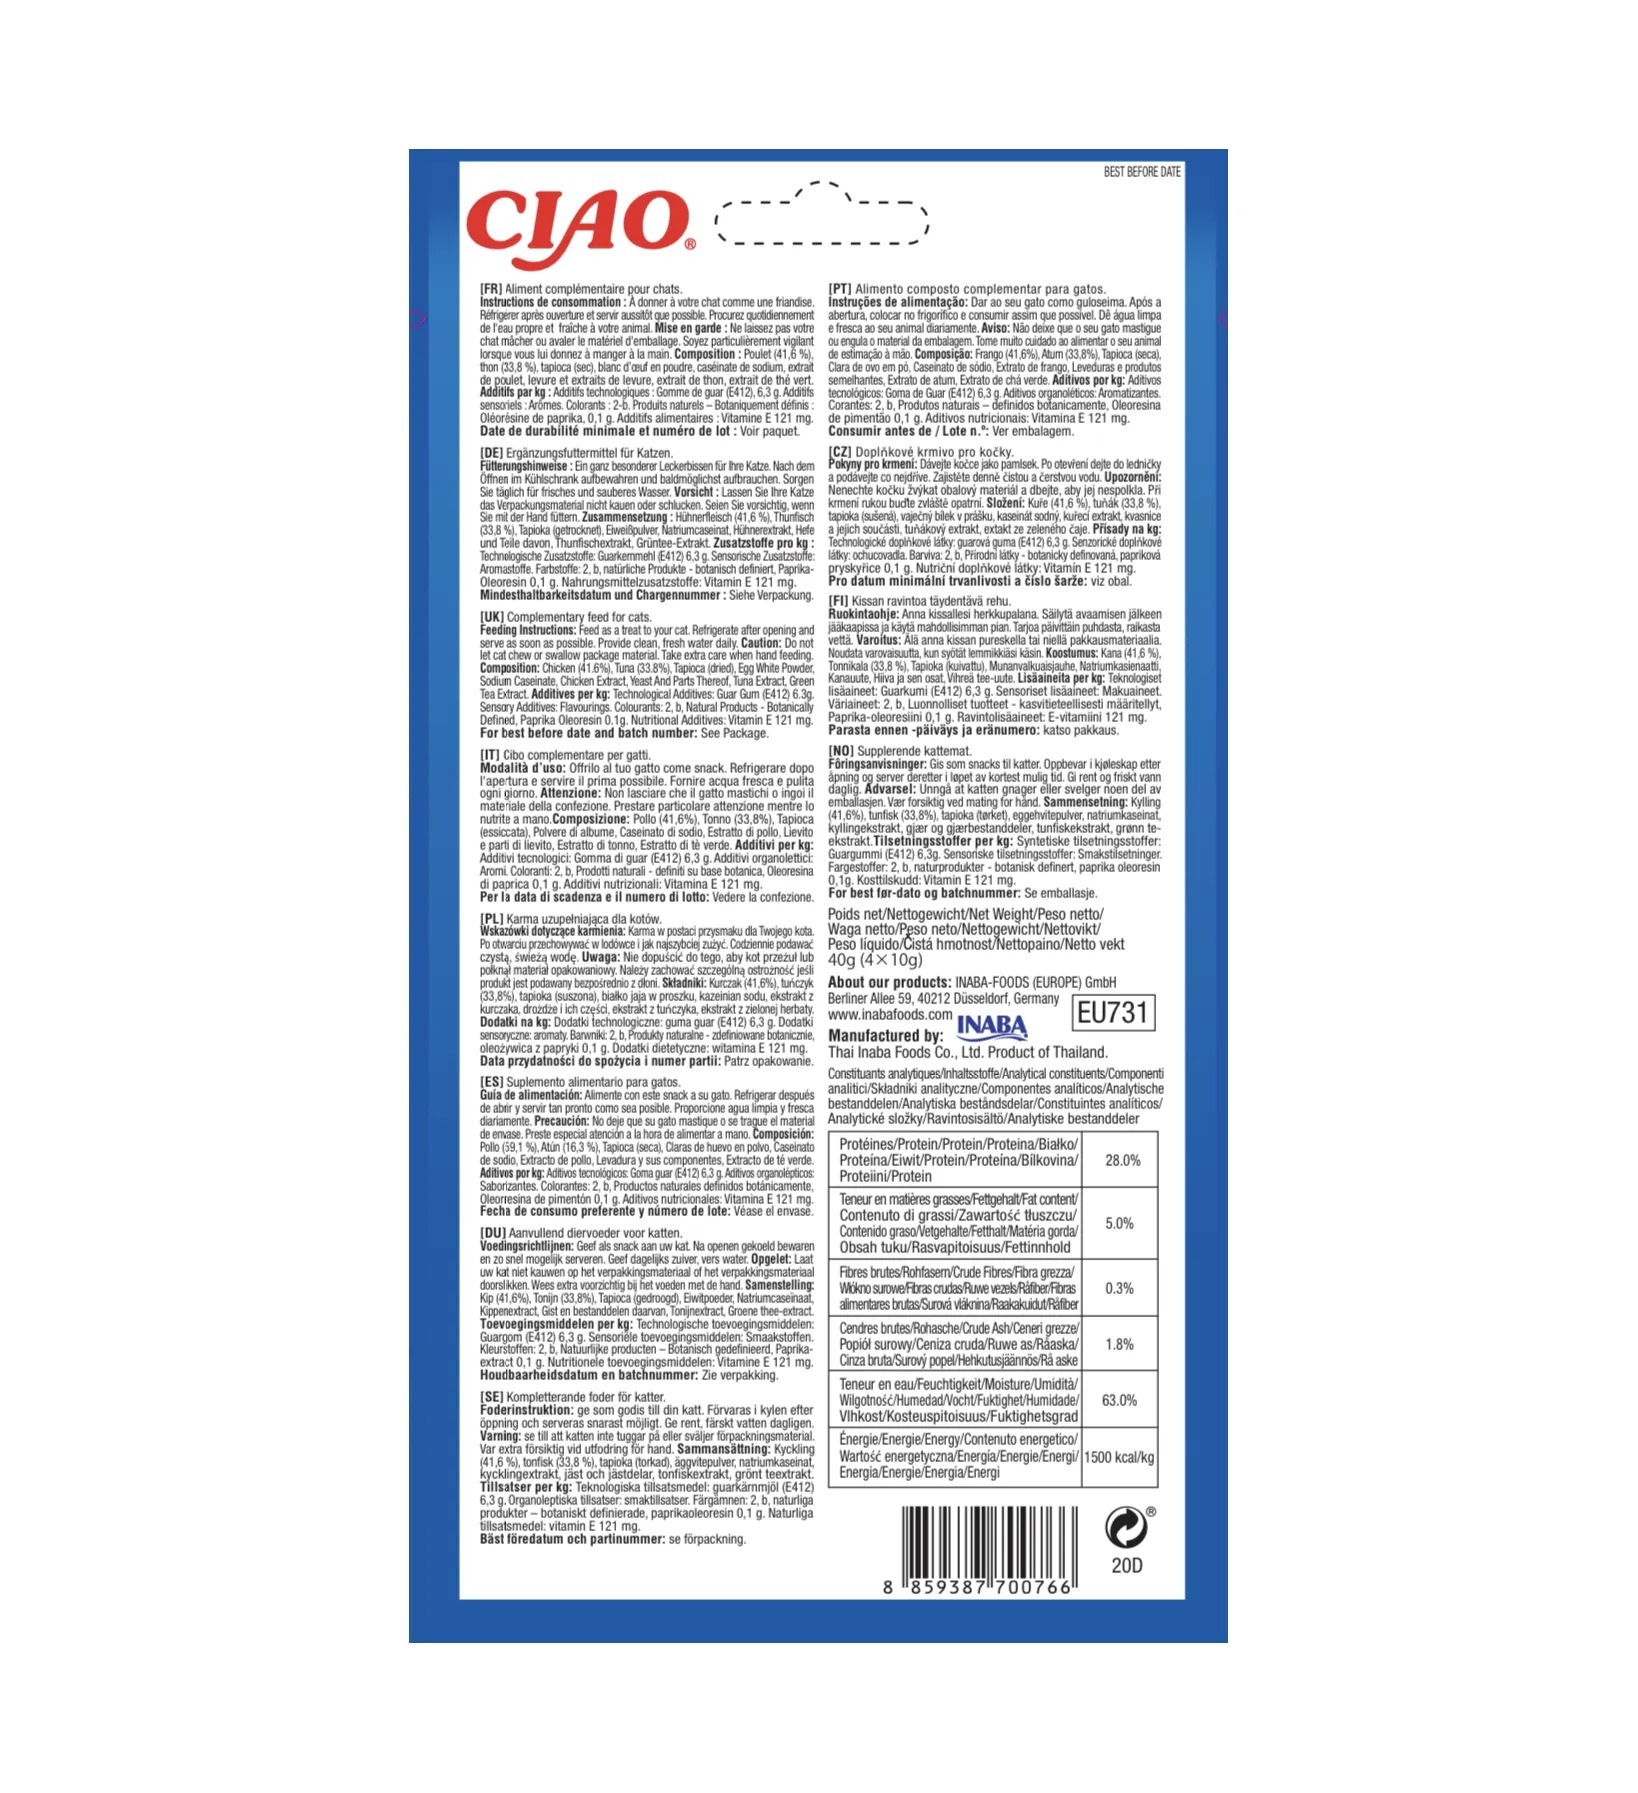 BEST BEFORE DATE
CIAO®
[FR] Aliment complémentaire pour chats.
Instructions de consommation : À donner à votre chat comme une friandise.
Réfrigerer après ouverture et servir aussitôt que possible. Procurez quotidiennement
de l'eau propre et fraîche à votre animal. Mise en garde : Ne laissez pas votre
chat mâcher ou avaler le matériel d'emballage. Soyez particulièrement vigilant
lorsque vous lui donnez à manger à la main. Composition : Poulet (41,6 %),
thon (33,8 %), tapioca (sec), blanc d'œuf en poudre, caséinate de sodium, extrait
de poulet, levure et extraits de levure, extrait de thon, extrait de thé vert.
Additifs par kg : Additifs technologiques : Gomme de guar (E412), 6,3 g. Additifs
sensoriels : Arômes. Colorants : 2-b. Produits naturels – Botaniquement définis :
Oléorésine de paprika, 0,1 g. Additifs alimentaires : Vitamine E 121 mg.
Date de durabilité minimale et numéro de lot : Voir paquet.
[DE] Ergänzungsfuttermittel für Katzen.
Fütterungshinweise : Ein ganz besonderer Leckerbissen für Ihre Katze. Nach dem
Öffnen im Kühlschrank aufbewahren und baldmöglichst aufbrauchen. Sorgen
Sie täglich für frisches und sauberes Wasser. Vorsicht : Lassen Sie Ihre Katze
das Verpackungsmaterial nicht kauen oder schlucken. Seien Sie vorsichtig, wenn
Sie mit der Hand füttern. Zusammensetzung : Hühnerfleisch (41,6 %), Thunfisch
(33,8 %), Tapioka (getrocknet), Eiweißpulver, Natriumcaseinat, Hühnerextrakt, Hefe
und Teile davon, Thunfischextrakt, Grüntee-Extrakt. Zusatzstoffe pro kg :
Technologische Zusatzstoffe: Guarkernmehl (E412) 6,3 g. Sensorische Zusatzstoffe:
Aromastoffe. Farbstoffe: 2, b, natürliche Produkte - botanisch definiert, Paprika-
Oleoresin 0,1 g. Nahrungsmittelzusatzstoffe: Vitamin E 121 mg.
Mindesthaltbarkeitsdatum und Chargennummer : Siehe Verpackung.
[UK] Complementary feed for cats.
Feeding Instructions: Feed as a treat to your cat. Refrigerate after opening and
serve as soon as possible. Provide clean, fresh water daily. Caution: Do not
let cat chew or swallow package material. Take extra care when hand feeding.
Composition: Chicken (41.6%), Tuna (33.8%), Tapioca (dried), Egg White Powder,
Sodium Caseinate, Chicken Extract, Yeast And Parts Thereof, Tuna Extract, Green
Tea Extract. Additives per kg: Technological Additives: Guar Gum (E412) 6.3g.
Sensory Additives: Flavourings. Colourants: 2, b, Natural Products - Botanically
Defined, Paprika Oleoresin 0.1g. Nutritional Additives: Vitamin E 121 mg.
For best before date and batch number: See Package.
[IT] Cibo complementare per gatti.
Modalità d'uso: Offrilo al tuo gatto come snack. Refrigerare dopo
l'apertura e servire il prima possibile. Fornire acqua fresca e pulita
ogni giorno. Attenzione: Non lasciare che il gatto mastichi o ingoi il
materiale della confezione. Prestare particolare attenzione mentre lo
nutrite a mano.Composizione: Pollo (41,6%), Tonno (33,8%), Tapioca
(essiccata), Polvere di albume, Caseinato di sodio, Estratto di pollo, Lievito
e parti di lievito, Estratto di tonno, Estratto di tè verde. Additivi per kg:
Additivi tecnologici: Gomma di guar (E412) 6,3 g. Additivi organolettici:
Aromi. Coloranti: 2, b, Prodotti naturali - definiti su base botanica, Oleoresina
di paprica 0,1 g. Additivi nutrizionali: Vitamina E 121 mg.
Per la data di scadenza e il numero di lotto: Vedere la confezione.
[PL] Karma uzupełniająca dla kotów.
Wskazówki dotyczące karmienia: Karma w postaci przysmaku dla Twojego kota.
Po otwarciu przechowywać w lodówce i jak najszybciej zużyć. Codziennie podawać
czystą, świeżą wodę. Uwaga: Nie dopuścić do tego, aby kot przeżuł lub
połknął materiał opakowaniowy. Należy zachować szczególną ostrożność jeśli
produkt jest podawany bezpośrednio z dłoni. Składniki: Kurczak (41,6%), tuńczyk
(33,8%), tapioka (suszona), białko jaja w proszku, kazeinian sodu, ekstrakt z
kurczaka, drożdże i ich części, ekstrakt z tuńczyka, ekstrakt z zielonej herbaty.
Dodatki na kg: Dodatki technologiczne: guma guar (E412) 6,3 g. Dodatki
sensoryczne: aromaty. Barwniki: 2, b, Produkty naturalne - zdefiniowane botanicznie,
oleożywica z papryki 0,1 g. Dodatki dietetyczne: witamina E 121 mg.
Data przydatności do spożycia i numer partii: Patrz opakowanie.
[ES] Suplemento alimentario para gatos.
Guía de alimentación: Alimente con este snack a su gato. Refrigerar después
de abrir y servir tan pronto como sea posible. Proporcione agua limpia y fresca
diariamente. Precaución: No deje que su gato mastique o se trague el material
de envase. Preste especial atención a la hora de alimentar a mano. Composición:
Pollo (59,1 %), Atún (16,3 %), Tapioca (seca), Claras de huevo en polvo, Caseinato
de sodio, Extracto de pollo, Levadura y sus componentes, Extracto de té verde.
Aditivos por kg: Aditivos tecnológicos: Goma guar (E412) 6,3 g. Aditivos organolépticos:
Saborizantes. Colorantes: 2, b, Productos naturales definidos botánicamente,
Oleorresina de pimentón 0,1 g. Aditivos nutricionales: Vitamina E 121 mg.
Fecha de consumo preferente y número de lote: Véase el envase.
[DU] Aanvullend diervoeder voor katten.
Voedingsrichtlijnen: Geef als snack aan uw kat. Na openen gekoeld bewaren
en zo snel mogelijk serveren. Geef dagelijks zuiver, vers water. Opgelet: Laat
uw kat niet kauwen op het verpakkingsmateriaal of het verpakkingsmateriaal
doorslikken. Wees extra voorzichtig bij het voeden met de hand. Samenstelling:
Kip (41,6%), Tonijn (33,8%), Tapioca (gedroogd), Eiwitpoeder, Natriumcaseïnaat,
Kippenextract, Gist en bestanddelen daarvan, Tonijnextract, Groene thee-extract.
Toevoegingsmiddelen per kg: Technologische toevoegingsmiddelen:
Guargom (E412) 6,3 g. Sensoriële toevoegingsmiddelen: Smaakstoffen.
Kleurstoffen: 2, b, Natuurlijke producten – Botanisch gedefinieerd, Paprika-
extract 0,1 g. Nutritionele toevoegingsmiddelen: Vitamine E 121 mg.
Houdbaarheidsdatum en batchnummer: Zie verpakking.
[SE] Kompletterande foder för katter.
Foderinstruktion: ge som godis till din katt. Förvaras i kylen efter
öppning och serveras snarast möjligt. Ge rent, färskt vatten dagligen.
Varning: se till att katten inte tuggar på eller sväljer förpackningsmaterial.
Var extra försiktig vid utfodring för hand. Sammansättning: Kyckling
(41,6 %), tonfisk (33,8 %), tapioka (torkad), äggvitepulver, natriumkaseinat,
kycklingextrakt, jäst och jästdelar, tonfiskextrakt, grönt teextrakt.
Tillsatser per kg: Teknologiska tillsatsmedel: guarkärnmjöl (E412)
6,3 g. Organoleptiska tillsatser: smaktillsatser. Färgämnen: 2, b, naturliga
produkter – botaniskt definierade, paprikaoleoresin 0,1 g. Naturliga
tillsatsmedel: vitamin E 121 mg.
Bäst föredatum och partinummer: se förpackning.
[PT] Alimento composto complementar para gatos.
Instruções de alimentação: Dar ao seu gato como guloseima. Após a
abertura, colocar no frigorífico e consumir assim que possível. Dê água limpa
e fresca ao seu animal diariamente. Aviso: Não deixe que o seu gato mastigue
ou engula o material da embalagem. Tome muito cuidado ao alimentar o seu animal
de estimação à mão. Composição: Frango (41,6%), Atum (33,8%), Tapioca (seca),
Clara de ovo em pó, Caseinato de sódio, Extrato de frango, Leveduras e produtos
semelhantes, Extrato de atum, Extrato de chá verde. Aditivos por kg: Aditivos
tecnológicos: Goma de Guar (E412) 6,3 g. Aditivos organoléticos: Aromatizantes.
Corantes: 2, b, Produtos naturais – definidos botanicamente, Oleoresina
de pimentão 0,1 g. Aditivos nutricionais: Vitamina E 121 mg.
Consumir antes de / Lote n.º: Ver embalagem.
[CZ] Doplňkové krmivo pro kočky.
Pokyny pro krmení: Dávejte kočce jako pamlsek. Po otevření dejte do ledničky
a podávejte co nejdříve. Zajistěte denně čistou a čerstvou vodu. Upozornění:
Nenechte kočku žvýkat obalový materiál a dbejte, aby jej nespolkla. Při
krmení rukou buďte zvláště opatrní. Složení: Kuře (41,6 %), tuňák (33,8 %),
tapioka (sušená), vaječný bílek v prášku, kaseinát sodný, kuřecí extrakt, kvasnice
a jejich součásti, tuňákový extrakt, extakt ze zeleného čaje. Přísady na kg:
Technologické doplňkové látky: guarová guma (E412) 6,3 g. Senzorické doplňkové
látky: ochucovadla. Barviva: 2, b, Přírodní látky - botanicky definovaná, papriková
pryskyřice 0,1 g. Nutriční doplňkové látky: Vitamín E 121 mg.
Pro datum minimální trvanlivosti a číslo šarže: viz obal.
[FI] Kissan ravintoa täydentävä rehu.
Ruokintaohje: Anna kissallesi herkkupalana. Säilytä avaamisen jälkeen
jääkaapissa ja käytä mahdollisimman pian. Tarjoa päivittäin puhdasta, raikasta
vettä. Varoitus: Älä anna kissan pureskella tai niellä pakkausmateriaalia.
Noudata varovaisuutta, kun syötät lemmikkiäsi käsin. Koostumus: Kana (41,6 %),
Tonnikala (33,8 %), Tapioka (kuivattu), Munanvalkuaisjauhe, Natriumkasienaatti,
Kanauute, Hiiva ja sen osat, Vihreä tee-uute. Lisäaineita per kg: Teknologiset
lisäaineet: Guarkumi (E412) 6,3 g. Sensoriset lisäaineet: Makuaineet.
Väriaineet: 2, b, Luonnolliset tuotteet - kasvitieteellisesti määritellyt,
Paprika-oleoresiini 0,1 g. Ravintolisäaineet: E-vitamiini 121 mg.
Parasta ennen -päiväys ja eränumero: katso pakkaus.
[NO] Supplerende kattemat.
Fôringsanvisninger: Gis som snacks til katter. Oppbevar i kjøleskap etter
åpning og server deretter i løpet av kortest mulig tid. Gi rent og friskt vann
daglig. Advarsel: Unngå at katten gnager eller svelger noen del av
emballasjen. Vær forsiktig ved mating for hånd. Sammensetning: Kylling
(41,6%), tunfisk (33,8%), tapioka (tørket), eggehvitepulver, natriumkaseinat,
kyllingekstrakt, gjær og gjærbestanddeler, tunfiskekstrakt, grønn te-
ekstrakt.Tilsetningsstoffer per kg: Syntetiske tilsetningsstoffer:
Guargummi (E412) 6,3g. Sensoriske tilsetningsstoffer: Smakstilsetninger.
Fargestoffer: 2, b, naturprodukter - botanisk definert, paprika oleoresin
0,1g. Kosttilskudd: Vitamin E 121 mg.
For best før-dato og batchnummer: Se emballasje.
Poids net/Nettogewicht/Net Weight/Peso netto/
Waga netto/Peso neto/Nettogewicht/Nettovikt/
Peso líquido/Čistá hmotnost/Nettopaino/Netto vekt
40g (4×10g)
About our products: INABA-FOODS (EUROPE) GmbH
Berliner Allee 59, 40212 Düsseldorf, Germany
www.inabafoods.com INABA EU731
Manufactured by:
Thai Inaba Foods Co., Ltd. Product of Thailand.
Constituants analytiques/Inhaltsstoffe/Analytical constituents/Componenti
analitici/Składniki analityczne/Componentes analíticos/Analytische
bestanddelen/Analytiska beståndsdelar/Constituintes analíticos/
Analytické složky/Ravintosisältö/Analytiske bestanddeler
Protéines/Protein/Protein/Proteina/Białko/
Proteína/Eiwit/Protein/Proteína/Bílkovina/ 28.0%
Proteiini/Protein
Teneur en matières grasses/Fettgehalt/Fat content/
Contenuto di grassi/Zawartość tłuszczu/ 5.0%
Contenido graso/Vetgehalte/Fetthalt/Matéria gorda/
Obsah tuku/Rasvapitoisuus/Fettinnhold
Fibres brutes/Rohfasern/Crude Fibres/Fibra grezza/
Włókno surowe/Fibras crudas/Ruwe vezels/Råfiber/Fibras 0.3%
alimentares brutas/Surová vláknina/Raakakuidut/Råfiber
Cendres brutes/Rohasche/Crude Ash/Ceneri grezze/
Popiół surowy/Ceniza cruda/Ruwe as/Råaska/ 1.8%
Cinza bruta/Surový popel/Hehkutusjäännös/Rå aske
Teneur en eau/Feuchtigkeit/Moisture/Umidità/
Wilgotność/Humedad/Vocht/Fuktighet/Humidade/ 63.0%
Vlhkost/Kosteuspitoisuus/Fuktighetsgrad
Énergie/Energie/Energy/Contenuto energetico/
Wartość energetyczna/Energía/Energie/Energi/ 1500 kcal/kg
Energia/Energie/Energia/Energi
8 859387 700766
®
20D